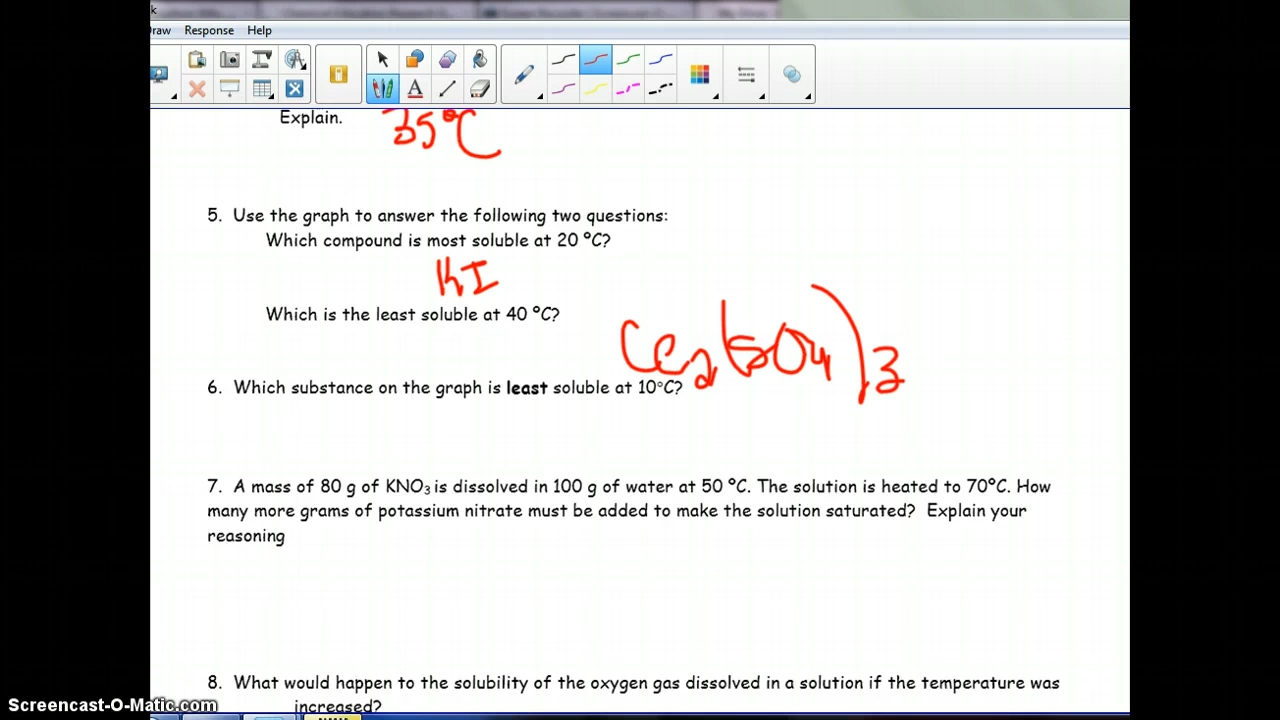 k
raw Response Help
Explain. 35°C
5. Use the graph to answer the following two questions:
Which compound is most soluble at 20 °C?
KI
Which is the least soluble at 40 °C?
Ce2(SO4)3
6. Which substance on the graph is least soluble at 10°C?
7. A mass of 80 g of KNO3 is dissolved in 100 g of water at 50 °C. The solution is heated to 70°C. How
many more grams of potassium nitrate must be added to make the solution saturated? Explain your
reasoning
8. What would happen to the solubility of the oxygen gas dissolved in a solution if the temperature was
increased?
Screencast-O-Matic.com